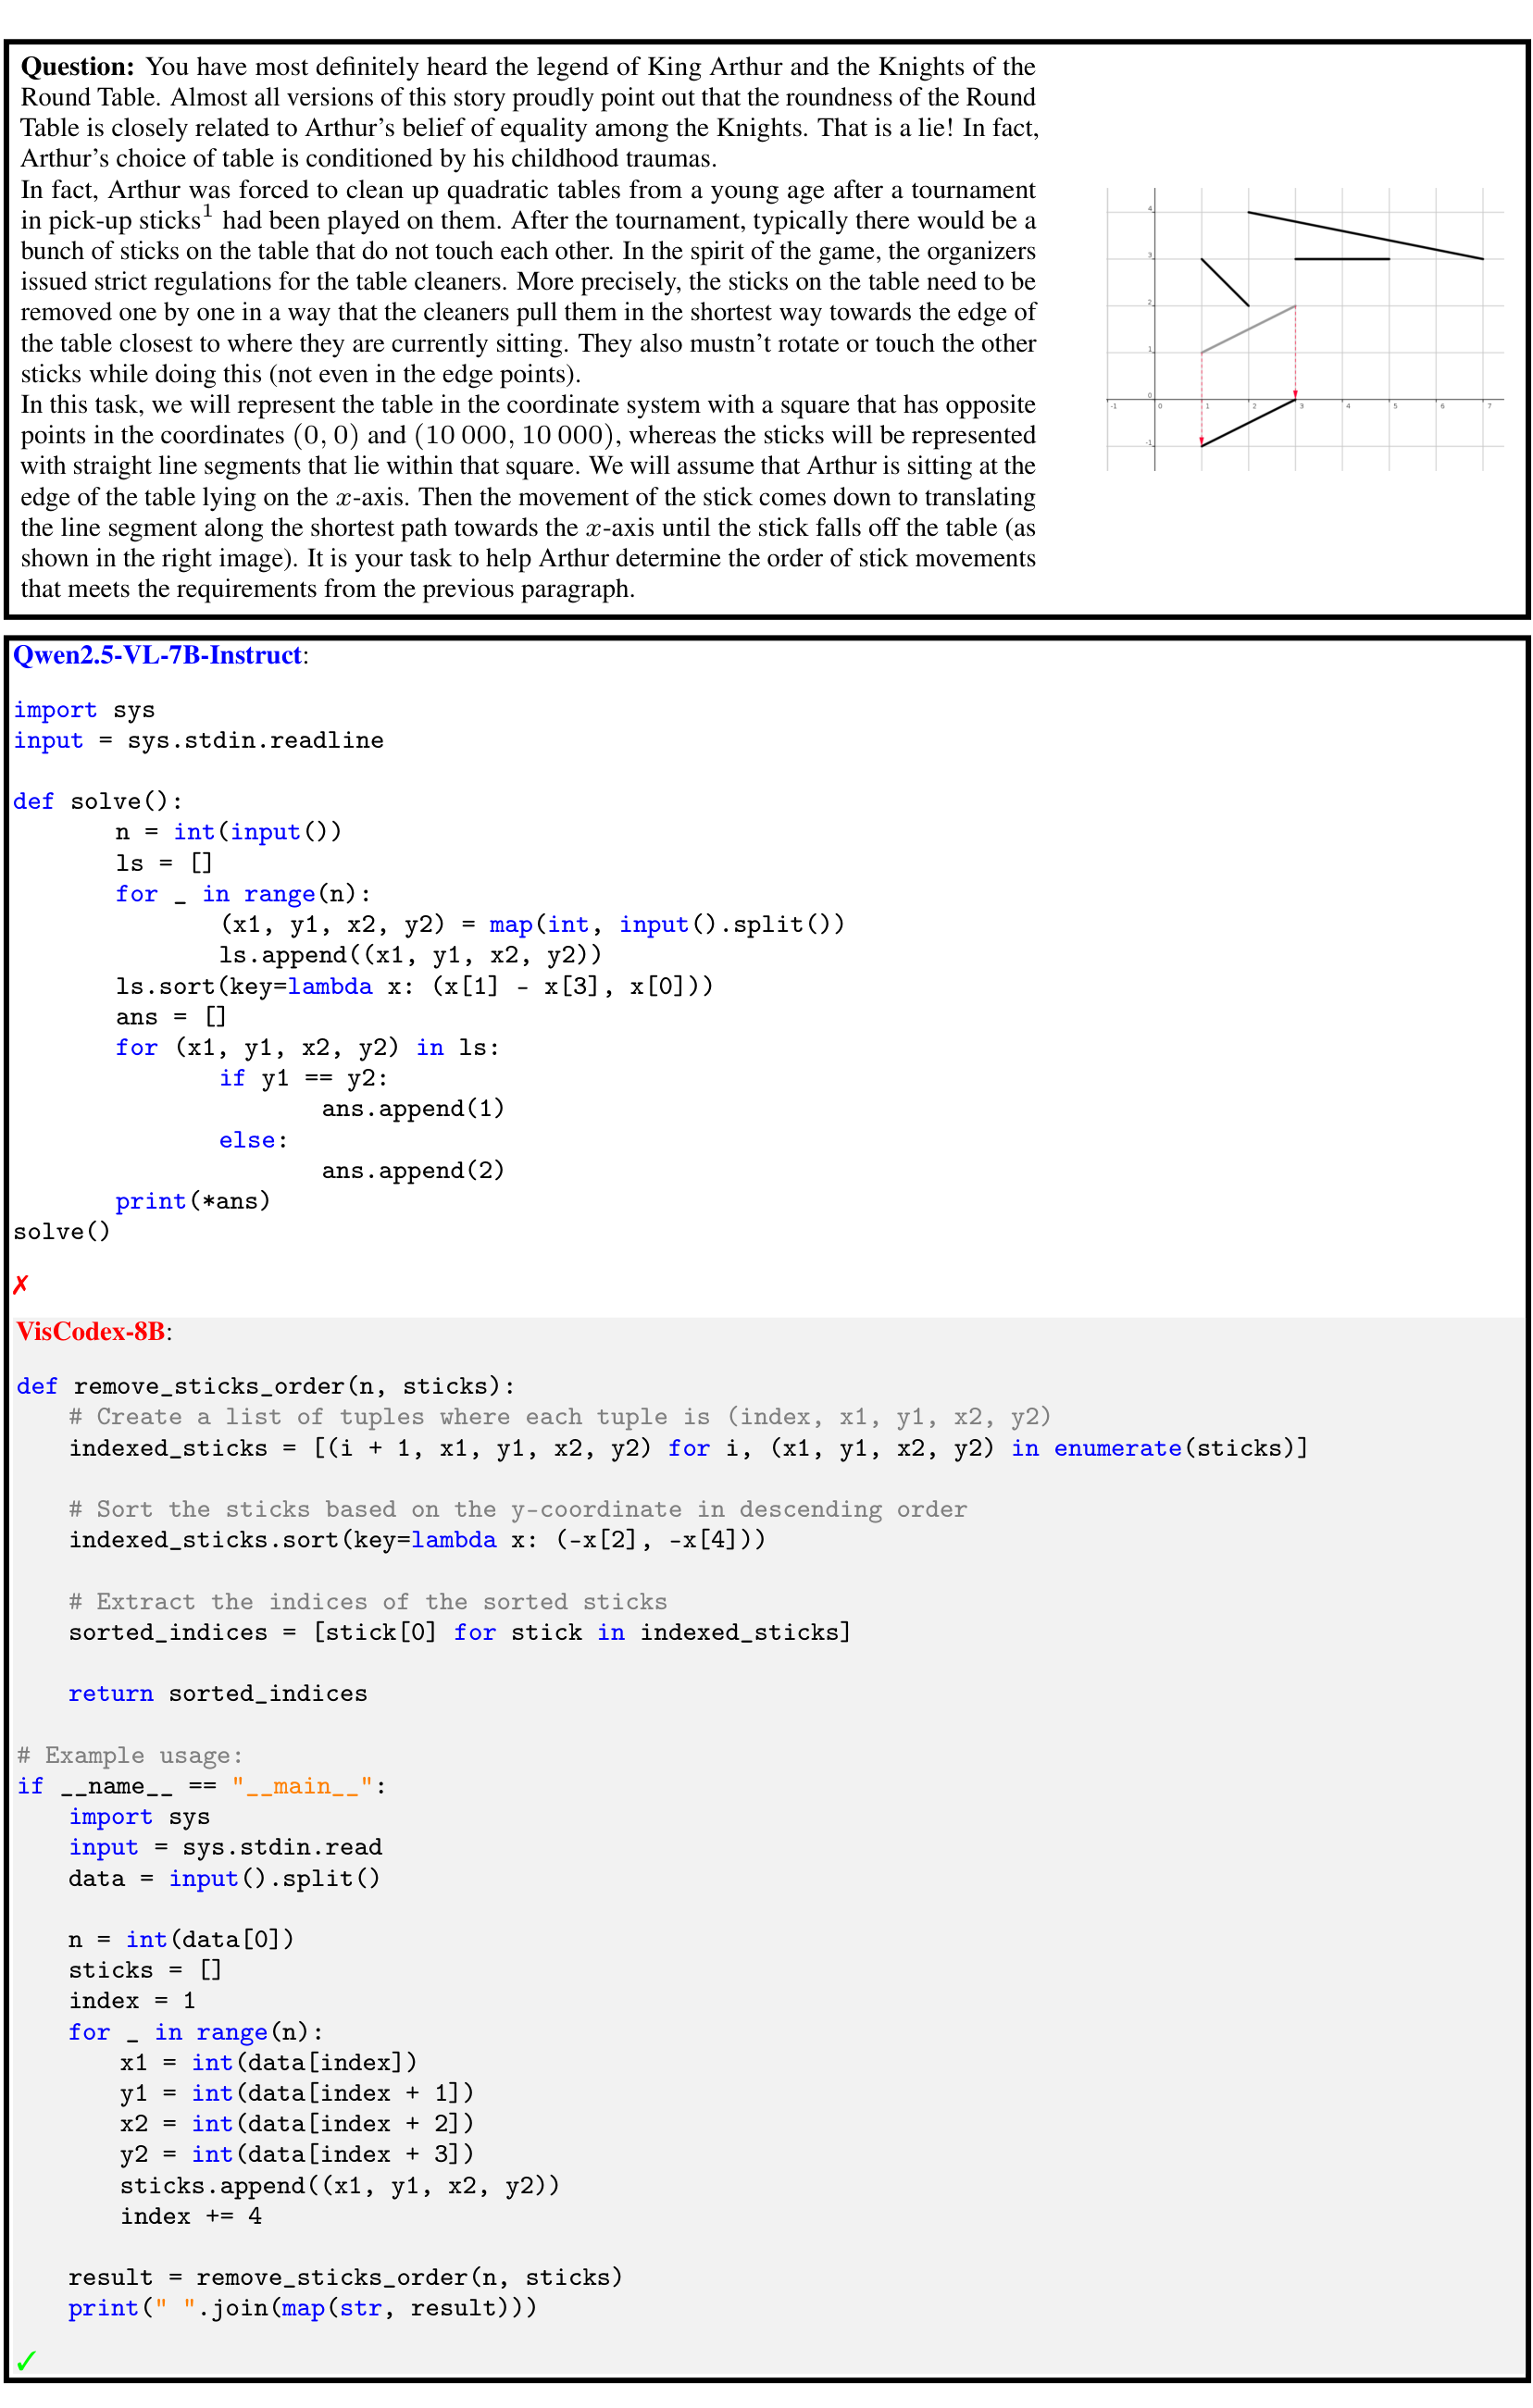 Question: You have most definitely heard the legend of King Arthur and the Knights of the
Round Table. Almost all versions of this story proudly point out that the roundness of the Round
Table is closely related to Arthur's belief of equality among the Knights. That is a lie! In fact,
Arthur's choice of table is conditioned by his childhood traumas.
In fact, Arthur was forced to clean up quadratic tables from a young age after a tournament
in pick-up sticks¹ had been played on them. After the tournament, typically there would be a
bunch of sticks on the table that do not touch each other. In the spirit of the game, the organizers
issued strict regulations for the table cleaners. More precisely, the sticks on the table need to be
removed one by one in a way that the cleaners pull them in the shortest way towards the edge of
the table closest to where they are currently sitting. They also mustn't rotate or touch the other
sticks while doing this (not even in the edge points).
In this task, we will represent the table in the coordinate system with a square that has opposite
points in the coordinates (0, 0) and (10 000, 10 000), whereas the sticks will be represented
with straight line segments that lie within that square. We will assume that Arthur is sitting at the
edge of the table lying on the x-axis. Then the movement of the stick comes down to translating
the line segment along the shortest path towards the x-axis until the stick falls off the table (as
shown in the right image). It is your task to help Arthur determine the order of stick movements
that meets the requirements from the previous paragraph.
4
3
2
1
0
-1 0 1 2 3 4 5 6 7
-1
Qwen2.5-VL-7B-Instruct:
import sys
input = sys.stdin.readline
def solve():
n = int(input())
ls = []
for _ in range(n):
(x1, y1, x2, y2) = map(int, input().split())
ls.append((x1, y1, x2, y2))
ls.sort(key=lambda x: (x[1] - x[3], x[0]))
ans = []
for (x1, y1, x2, y2) in ls:
if y1 == y2:
ans.append(1)
else:
ans.append(2)
print(*ans)
solve()
✗
VisCodex-8B:
def remove_sticks_order(n, sticks):
# Create a list of tuples where each tuple is (index, x1, y1, x2, y2)
indexed_sticks = [(i + 1, x1, y1, x2, y2) for i, (x1, y1, x2, y2) in enumerate(sticks)]
# Sort the sticks based on the y-coordinate in descending order
indexed_sticks.sort(key=lambda x: (-x[2], -x[4]))
# Extract the indices of the sorted sticks
sorted_indices = [stick[0] for stick in indexed_sticks]
return sorted_indices
# Example usage:
if __name__ == "__main__":
import sys
input = sys.stdin.read
data = input().split()
n = int(data[0])
sticks = []
index = 1
for _ in range(n):
x1 = int(data[index])
y1 = int(data[index + 1])
x2 = int(data[index + 2])
y2 = int(data[index + 3])
sticks.append((x1, y1, x2, y2))
index += 4
result = remove_sticks_order(n, sticks)
print(" ".join(map(str, result)))
✓